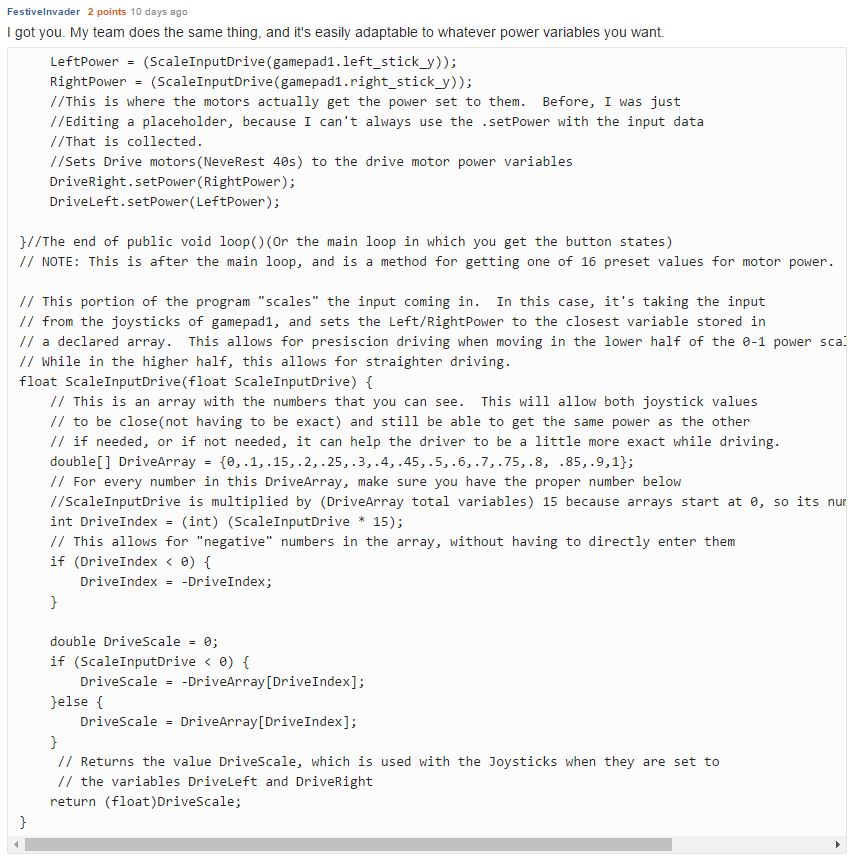 FestiveInvader 2 points 10 days ago
I got you. My team does the same thing, and it's easily adaptable to whatever power variables you want.
LeftPower = (ScaleInputDrive(gamepad1.left_stick_y));
RightPower = (ScaleInputDrive(gamepad1.right_stick_y));
//This is where the motors actually get the power set to them.  Before, I was just
//Editing a placeholder, because I can't always use the .setPower with the input data
//That is collected.
//Sets Drive motors(NeveRest 40s) to the drive motor power variables
DriveRight.setPower(RightPower);
DriveLeft.setPower(LeftPower);
}//The end of public void loop()(Or the main loop in which you get the button states)
// NOTE: This is after the main loop, and is a method for getting one of 16 preset values for motor power.
// This portion of the program "scales" the input coming in.  In this case, it's taking the input
// from the joysticks of gamepad1, and sets the Left/RightPower to the closest variable stored in
// a declared array.  This allows for presiscion driving when moving in the lower half of the 0-1 power scal
// While in the higher half, this allows for straighter driving.
float ScaleInputDrive(float ScaleInputDrive) {
// This is an array with the numbers that you can see.  This will allow both joystick values
// to be close(not having to be exact) and still be able to get the same power as the other
// if needed, or if not needed, it can help the driver to be a little more exact while driving.
double[] DriveArray = {0,.1,.15,.2,.25,.3,.4,.45,.5,.6,.7,.75,.8, .85,.9,1};
// For every number in this DriveArray, make sure you have the proper number below
//ScaleInputDrive is multiplied by (DriveArray total variables) 15 because arrays start at 0, so its num
int DriveIndex = (int) (ScaleInputDrive * 15);
// This allows for "negative" numbers in the array, without having to directly enter them
if (DriveIndex < 0) {
DriveIndex = -DriveIndex;
}
double DriveScale = 0;
if (ScaleInputDrive < 0) {
DriveScale = -DriveArray[DriveIndex];
}else {
DriveScale = DriveArray[DriveIndex];
}
// Returns the value DriveScale, which is used with the Joysticks when they are set to
// the variables DriveLeft and DriveRight
return (float)DriveScale;
}